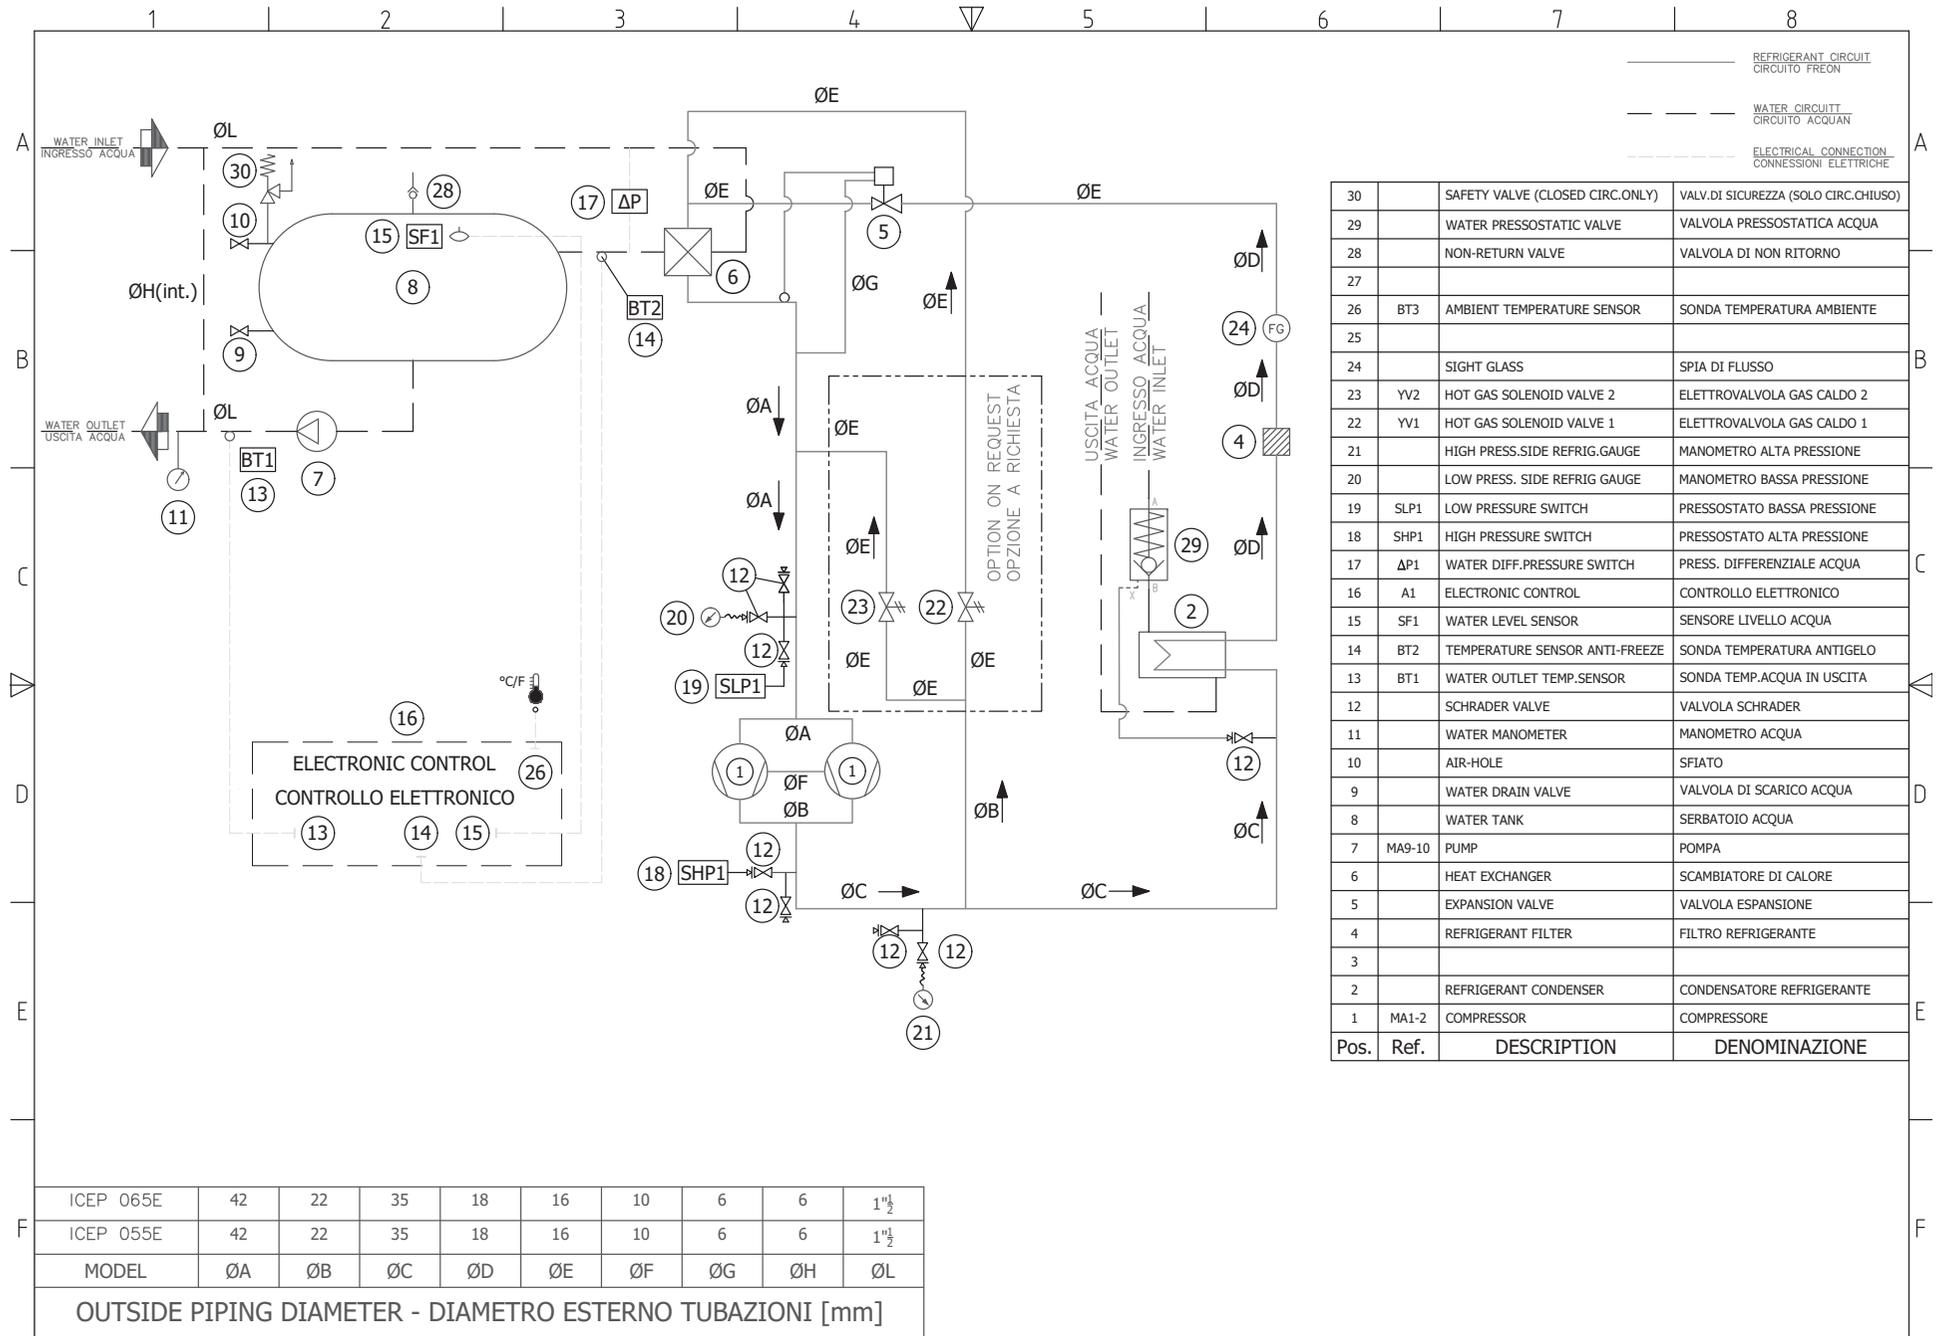 1 2 3 4 5 6 7 8
REFRIGERANT CIRCUIT
CIRCUITO FREON
WATER CIRCUITT
CIRCUITO ACQUAN
ELECTRICAL CONNECTION
CONNESSIONI ELETTRICHE
A A
B B
C C
D D
E E
F F
WATER INLET
INGRESSO ACQUA
ØL
30
10
28
15 SF1
8
ØH(int.)
9
WATER OUTLET
USCITA ACQUA
ØL
BT1
13
7
11
17 ΔP
6
BT2
14
ØE
ØE
5
ØE
ØG
ØE
ØD
24 FG
ØD
4
ØD
USCITA ACQUA
WATER OUTLET
INGRESSO ACQUA
WATER INLET
A
29
X B
2
ØA
ØE
ØA
ØE
OPTION ON REQUEST
OPZIONE A RICHIESTA
12
20
23 22
12
ØE ØE
19 SLP1
ØE
ØA
1 1
ØF
ØB
ØB
12
ØC
12
18 SHP1
12
ØC ØC
12 12
21
°C/F
16
ELECTRONIC CONTROL
26
CONTROLLO ELETTRONICO
13 14 15
30 SAFETY VALVE (CLOSED CIRC.ONLY) VALV.DI SICUREZZA (SOLO CIRC.CHIUSO)
29 WATER PRESSOSTATIC VALVE VALVOLA PRESSOSTATICA ACQUA
28 NON-RETURN VALVE VALVOLA DI NON RITORNO
27
26 BT3 AMBIENT TEMPERATURE SENSOR SONDA TEMPERATURA AMBIENTE
25
24 SIGHT GLASS SPIA DI FLUSSO
23 YV2 HOT GAS SOLENOID VALVE 2 ELETTROVALVOLA GAS CALDO 2
22 YV1 HOT GAS SOLENOID VALVE 1 ELETTROVALVOLA GAS CALDO 1
21 HIGH PRESS.SIDE REFRIG.GAUGE MANOMETRO ALTA PRESSIONE
20 LOW PRESS. SIDE REFRIG GAUGE MANOMETRO BASSA PRESSIONE
19 SLP1 LOW PRESSURE SWITCH PRESSOSTATO BASSA PRESSIONE
18 SHP1 HIGH PRESSURE SWITCH PRESSOSTATO ALTA PRESSIONE
17 ΔP1 WATER DIFF.PRESSURE SWITCH PRESS. DIFFERENZIALE ACQUA
16 A1 ELECTRONIC CONTROL CONTROLLO ELETTRONICO
15 SF1 WATER LEVEL SENSOR SENSORE LIVELLO ACQUA
14 BT2 TEMPERATURE SENSOR ANTI-FREEZE SONDA TEMPERATURA ANTIGELO
13 BT1 WATER OUTLET TEMP.SENSOR SONDA TEMP.ACQUA IN USCITA
12 SCHRADER VALVE VALVOLA SCHRADER
11 WATER MANOMETER MANOMETRO ACQUA
10 AIR-HOLE SFIATO
9 WATER DRAIN VALVE VALVOLA DI SCARICO ACQUA
8 WATER TANK SERBATOIO ACQUA
7 MA9-10 PUMP POMPA
6 HEAT EXCHANGER SCAMBIATORE DI CALORE
5 EXPANSION VALVE VALVOLA ESPANSIONE
4 REFRIGERANT FILTER FILTRO REFRIGERANTE
3
2 REFRIGERANT CONDENSER CONDENSATORE REFRIGERANTE
1 MA1-2 COMPRESSOR COMPRESSORE
Pos. Ref. DESCRIPTION DENOMINAZIONE
ICEP 065E 42 22 35 18 16 10 6 6 1"½
ICEP 055E 42 22 35 18 16 10 6 6 1"½
MODEL ØA ØB ØC ØD ØE ØF ØG ØH ØL
OUTSIDE PIPING DIAMETER - DIAMETRO ESTERNO TUBAZIONI [mm]